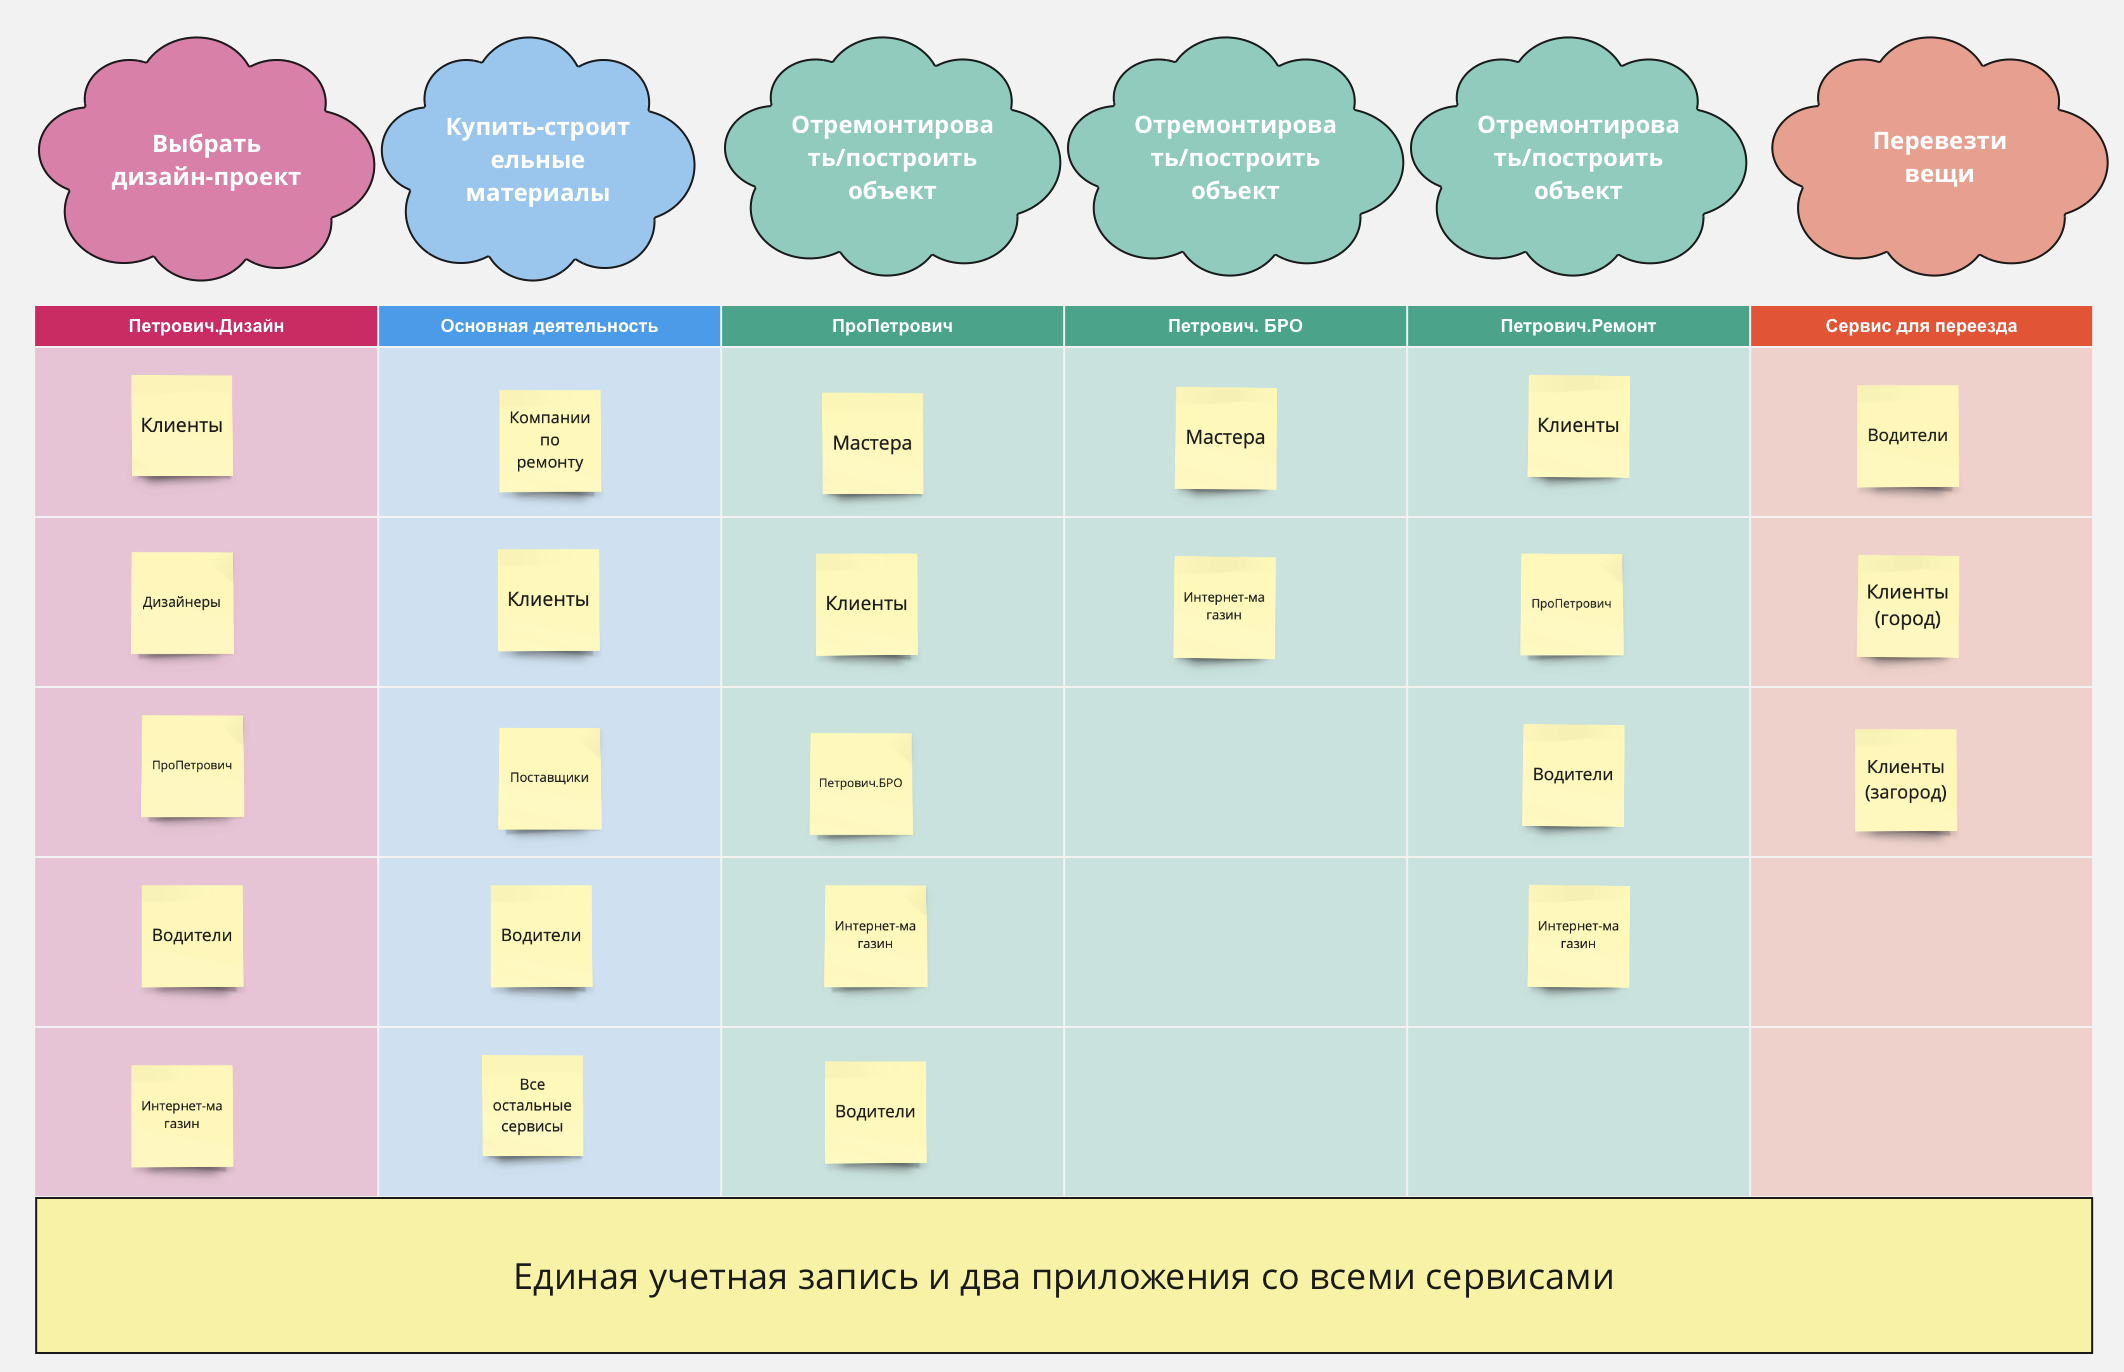 Выбрать
дизайн-проект
Купить-строит
ельные
материалы
Отремонтирова
ть/построить
объект
Отремонтирова
ть/построить
объект
Отремонтирова
ть/построить
объект
Перевезти
вещи
Петрович.Дизайн
Основная деятельность
ПроПетрович
Петрович. БРО
Петрович.Ремонт
Сервис для переезда
Клиенты
Компании
по
ремонту
Мастера
Мастера
Клиенты
Водители
Дизайнеры
Клиенты
Клиенты
Интернет-ма
газин
ПроПетрович
Клиенты
(город)
ПроПетрович
Поставщики
Петрович.БРО
Водители
Клиенты
(загород)
Водители
Водители
Интернет-ма
газин
Интернет-ма
газин
Интернет-ма
газин
Все
остальные
сервисы
Водители
Единая учетная запись и два приложения со всеми сервисами